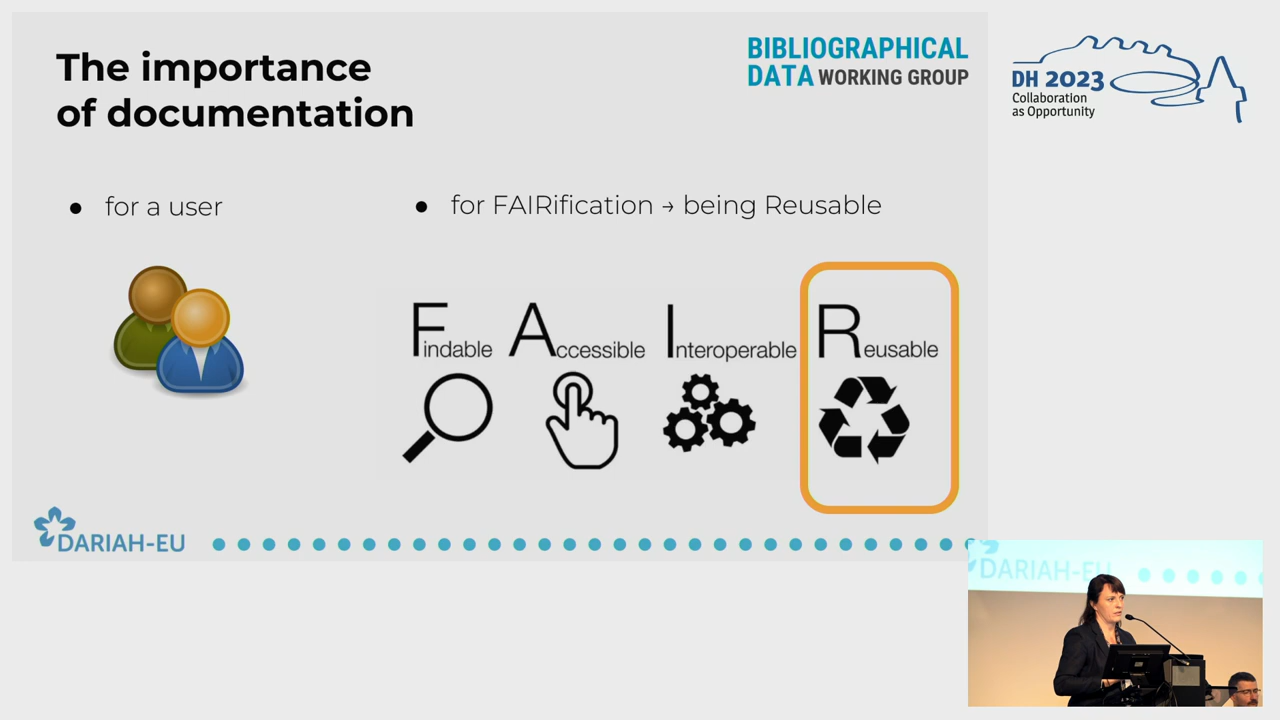 The importance
of documentation
BIBLIOGRAPHICAL
DATA WORKING GROUP
DH 2023
Collaboration
as Opportunity
● for a user
● for FAIRification → being Reusable
Findable Accessible Interoperable Reusable
DARIAH-EU
DARIAH-EU